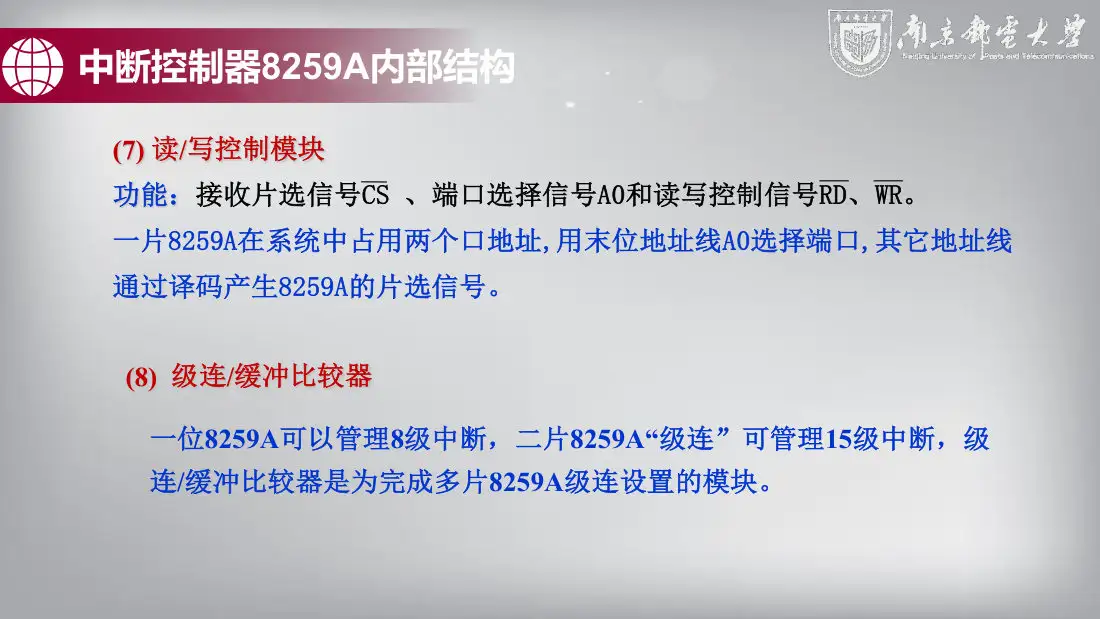 中断控制器8259A内部结构
南京邮电大学
Nanjing University of Posts and Telecommunications
(7) 读/写控制模块
功能：接收片选信号C̅S̅ 、端口选择信号A0和读写控制信号R̅D̅、W̅R̅。
一片8259A在系统中占用两个口地址,用末位地址线A0选择端口,其它地址线
通过译码产生8259A的片选信号。
(8) 级连/缓冲比较器
一位8259A可以管理8级中断，二片8259A“级连”可管理15级中断，级
连/缓冲比较器是为完成多片8259A级连设置的模块。